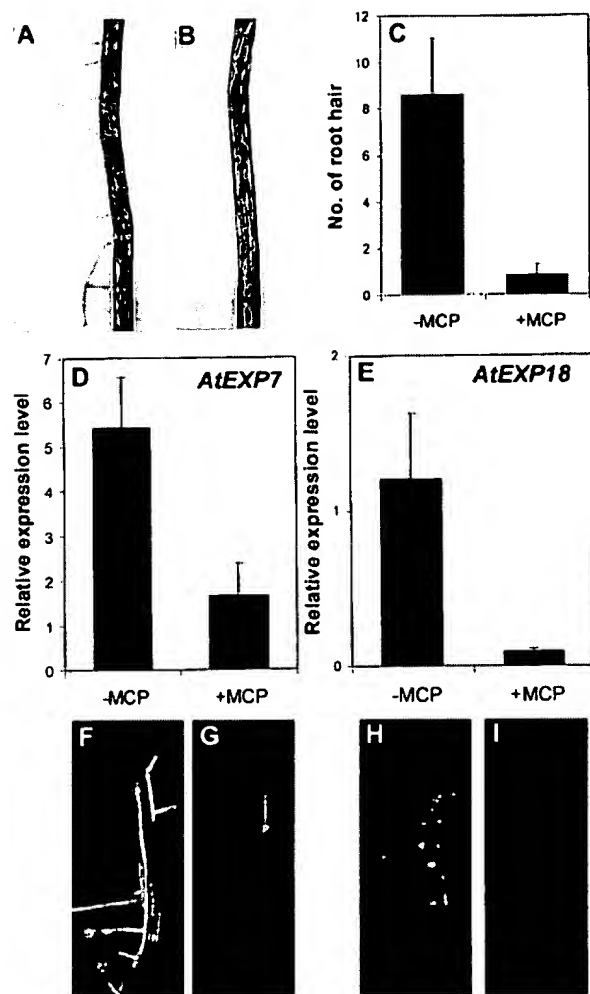 A
B
C
No. of root hair
12
10
8
6
4
2
0
-MCP
+MCP
D
AtEXP7
Relative expression level
7
6
5
4
3
2
1
0
-MCP
+MCP
E
AtEXP18
Relative expression level
2
1
0
-MCP
+MCP
F
G
H
I